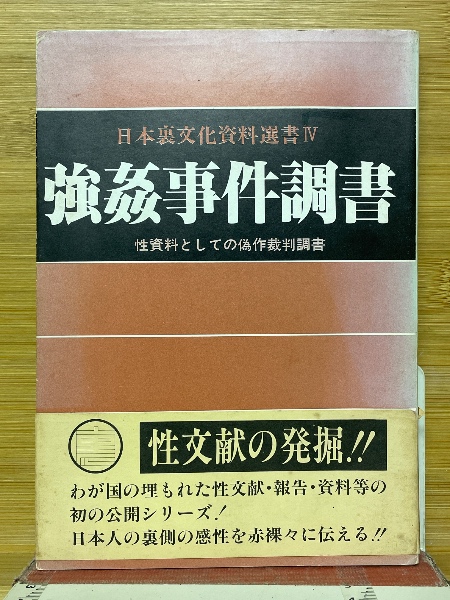 日本裏文化資料選書Ⅳ
強姦事件調書
性資料としての偽作裁判調書
性文献の発掘!!
わが国の埋もれた性文献・報告・資料等の
初の公開シリーズ!
日本人の裏側の感性を赤裸々に伝える!!